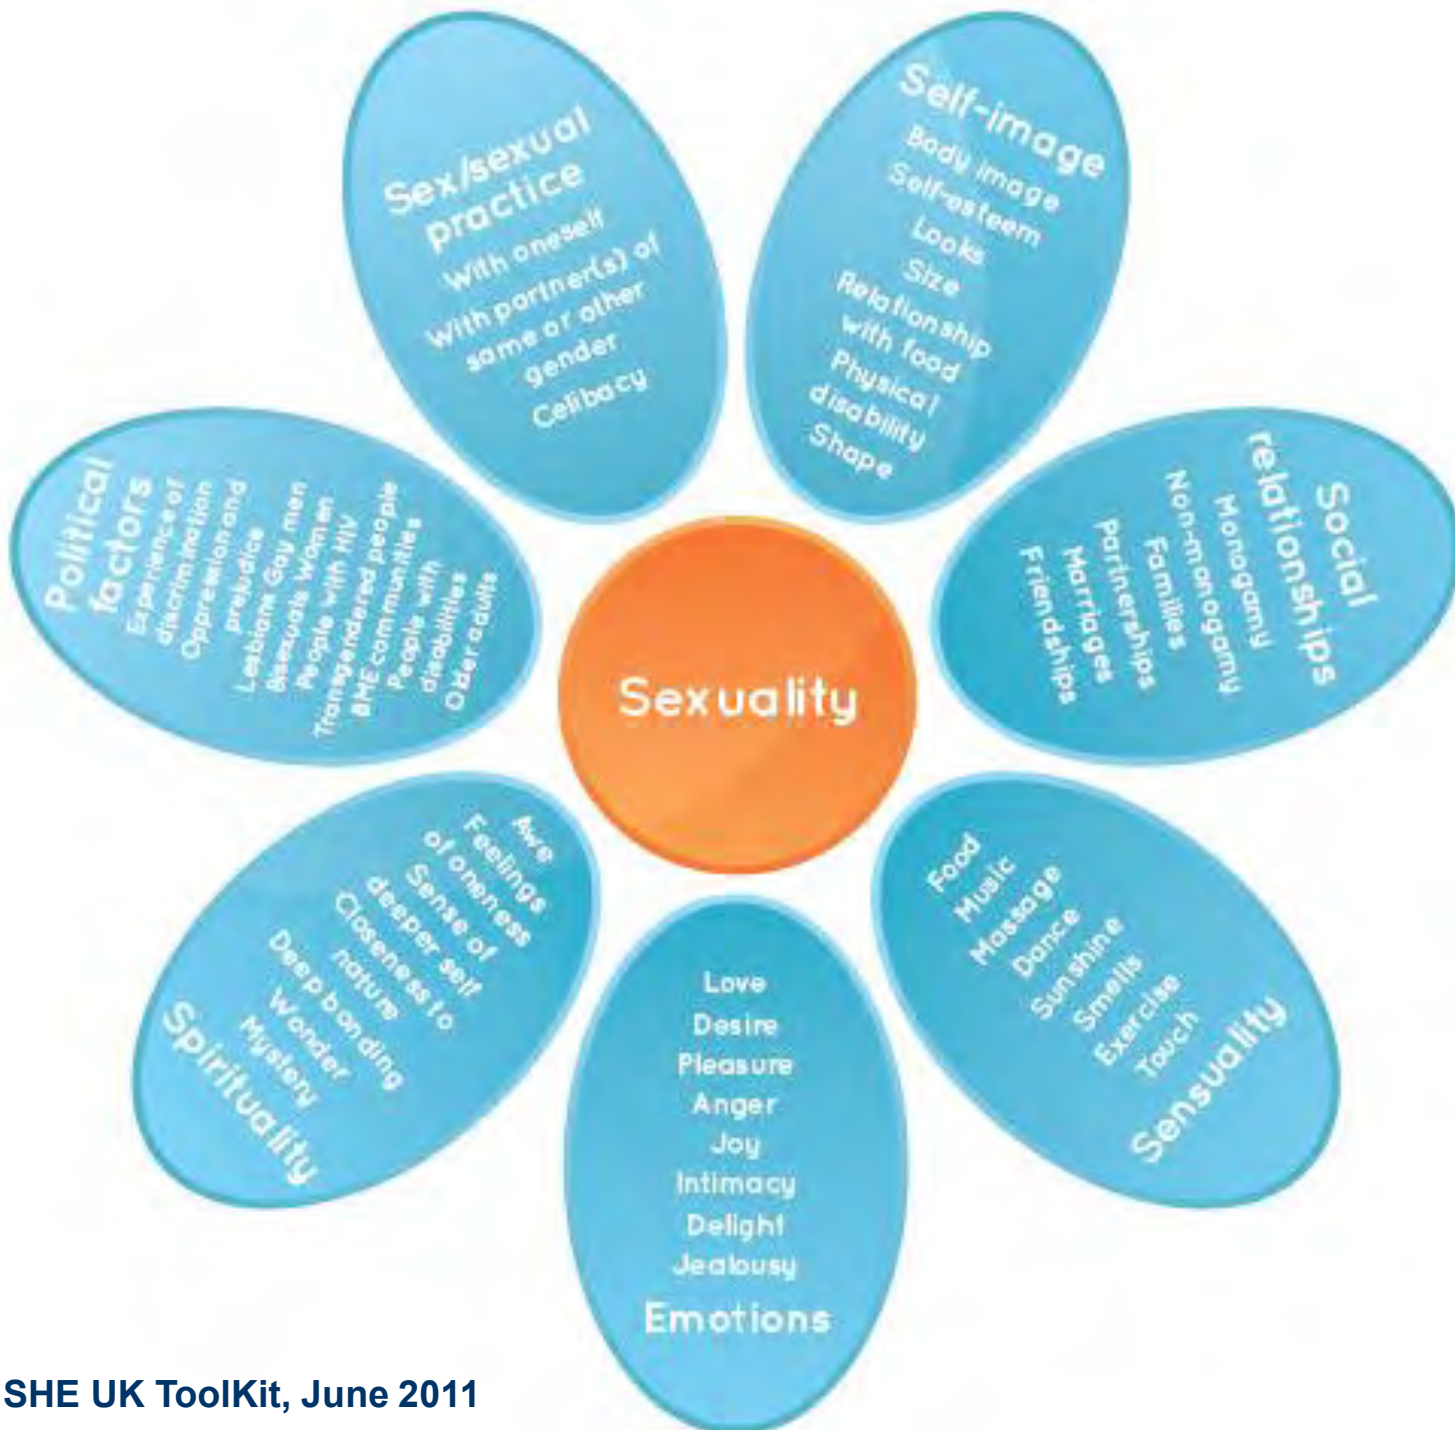 Sex/sexual
practice
With oneself
With partner(s) of
same or other
gender
Celibacy
Self-image
Body image
Self-esteem
Looks
Size
Relationship
with food
Physical
disability
Shape
Social
relationships
Monogamy
Non-monogamy
Families
Partnerships
Marriages
Friendships
Food
Music
Massage
Dance
Sunshine
Smells
Exercise
Touch
Sensuality
Love
Desire
Pleasure
Anger
Joy
Intimacy
Delight
Jealousy
Emotions
Awe
Feelings
of oneness
Sense of
deeper self
Closeness to
nature
Deep bonding
Wonder
Mystery
Spirituality
Political
factors
Experience of
discrimination
Oppression and
prejudice
Lesbians Gay men
Bisexuals Women
People with HIV
Transgendered people
BME communities
People with
disabilities
Older adults
Sexuality
SHE UK ToolKit, June 2011